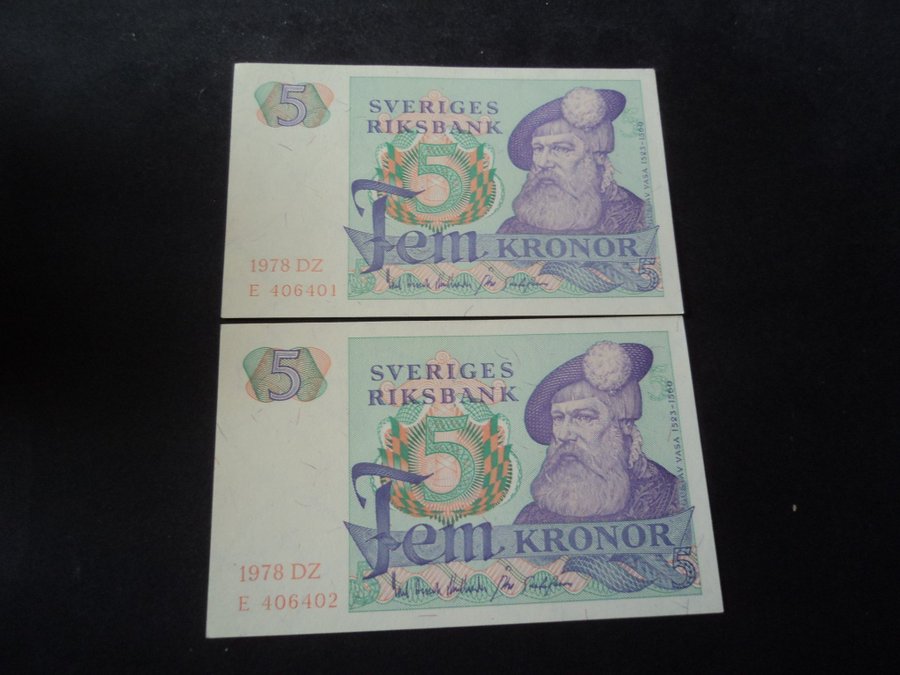 5
SVERIGES
RIKSBANK
5
GUSTAV VASA 1523-1560
Fem KRONOR
5
1978 DZ
E 406401
5
SVERIGES
RIKSBANK
5
GUSTAV VASA 1523-1560
Fem KRONOR
5
1978 DZ
E 406402